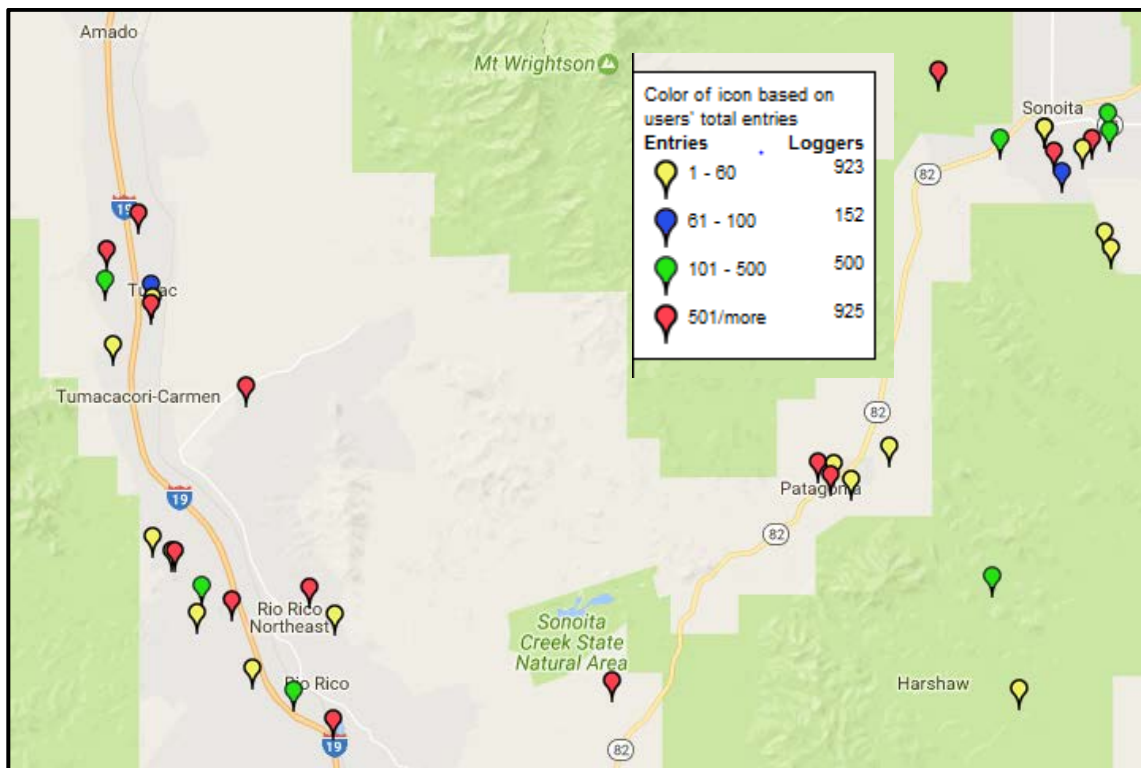 Amado
Mt Wrightson
Color of icon based on
users' total entries
Entries Loggers
1 - 60 923
61 - 100 152
101 - 500 500
501/more 925
Sonoita
82
19
Tumacacori-Carmen
82
19
Patagonia
82
Rio Rico
Northeast
Sonoita
Creek State
Natural Area
Rio Rico
Harshaw
19
82